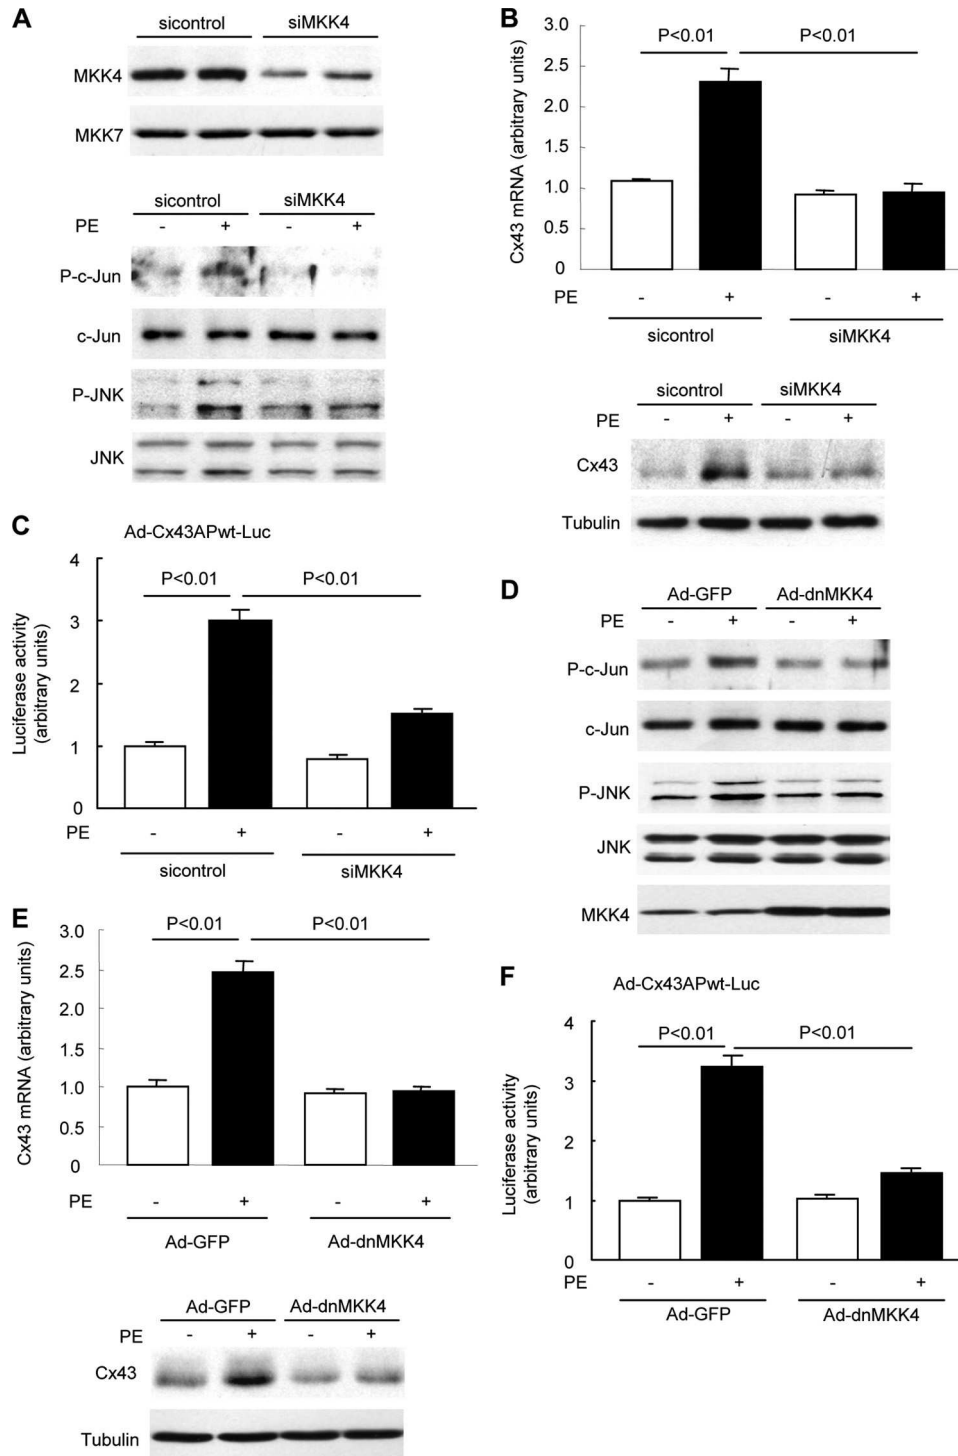 A
sicontrol siMKK4
MKK4
MKK7
sicontrol siMKK4
PE - + - +
P-c-Jun
c-Jun
P-JNK
JNK
B
3.0
2.5
2.0
1.5
1.0
0.5
0
Cx43 mRNA (arbitrary units)
P<0.01 P<0.01
PE - + - +
sicontrol siMKK4
sicontrol siMKK4
PE - + - +
Cx43
Tubulin
C
Ad-Cx43APwt-Luc
4
3
2
1
0
Luciferase activity
(arbitrary units)
P<0.01 P<0.01
PE - + - +
sicontrol siMKK4
D
Ad-GFP Ad-dnMKK4
PE - + - +
P-c-Jun
c-Jun
P-JNK
JNK
MKK4
E
3.0
2.5
2.0
1.5
1.0
0.5
0
Cx43 mRNA (arbitrary units)
P<0.01 P<0.01
PE - + - +
Ad-GFP Ad-dnMKK4
Ad-GFP Ad-dnMKK4
PE - + - +
Cx43
Tubulin
F
Ad-Cx43APwt-Luc
4
3
2
1
0
Luciferase activity
(arbitrary units)
P<0.01 P<0.01
PE - + - +
Ad-GFP Ad-dnMKK4